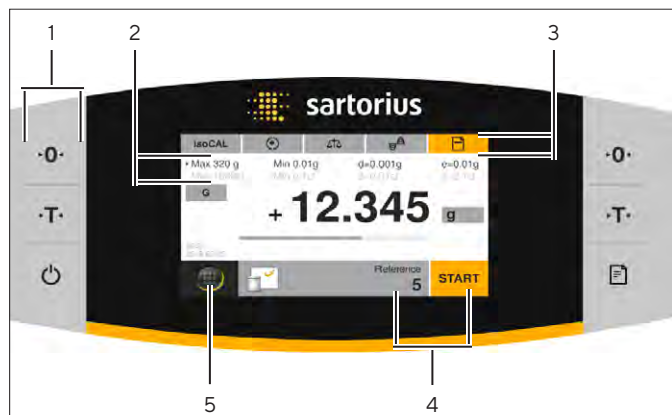 1
2
3
sartorius
isoCAL
Max 320 g Min 0.01g d=0.001g e=0.01g
·0·
·0·
G
+ 12.345 g
·T·
·T·
Reference
5
START
5
4